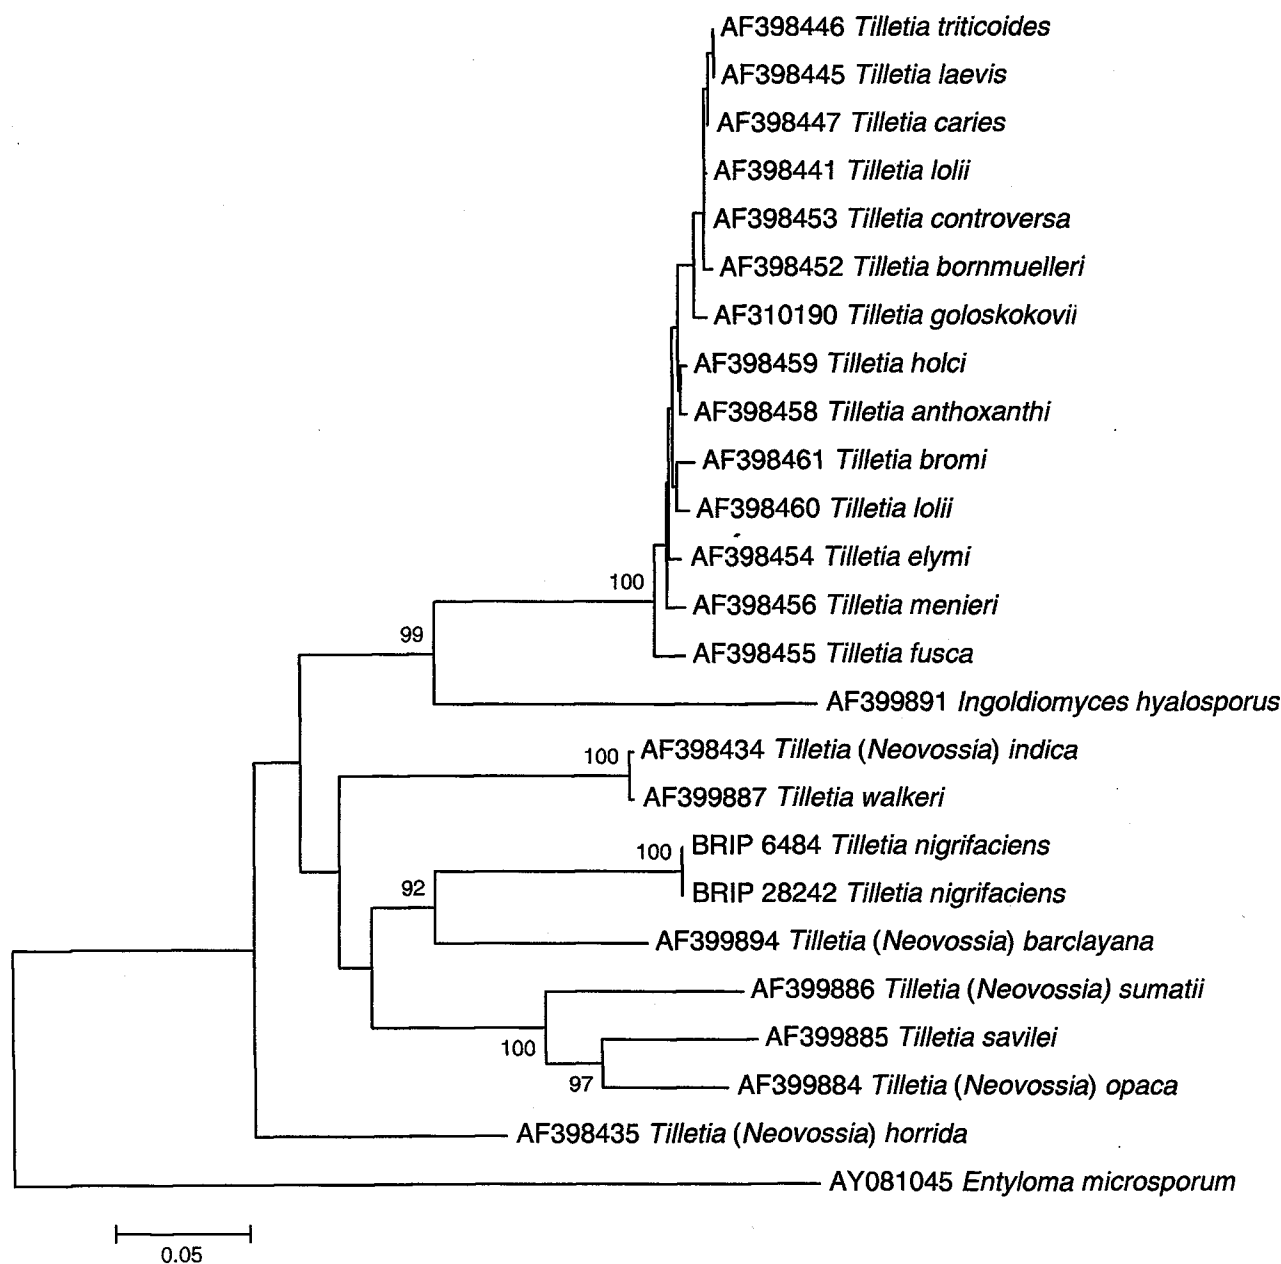 AF398446 Tilletia triticoides
AF398445 Tilletia laevis
AF398447 Tilletia caries
AF398441 Tilletia lolii
AF398453 Tilletia controversa
AF398452 Tilletia bornmuelleri
AF310190 Tilletia goloskokovii
AF398459 Tilletia holci
AF398458 Tilletia anthoxanthi
AF398461 Tilletia bromi
AF398460 Tilletia lolii
AF398454 Tilletia elymi
100
AF398456 Tilletia menieri
99
AF398455 Tilletia fusca
AF399891 Ingoldiomyces hyalosporus
100
AF398434 Tilletia (Neovossia) indica
AF399887 Tilletia walkeri
100
BRIP 6484 Tilletia nigrifaciens
92
BRIP 28242 Tilletia nigrifaciens
AF399894 Tilletia (Neovossia) barclayana
AF399886 Tilletia (Neovossia) sumatii
100
AF399885 Tilletia savilei
97
AF399884 Tilletia (Neovossia) opaca
AF398435 Tilletia (Neovossia) horrida
AY081045 Entyloma microsporum
0.05